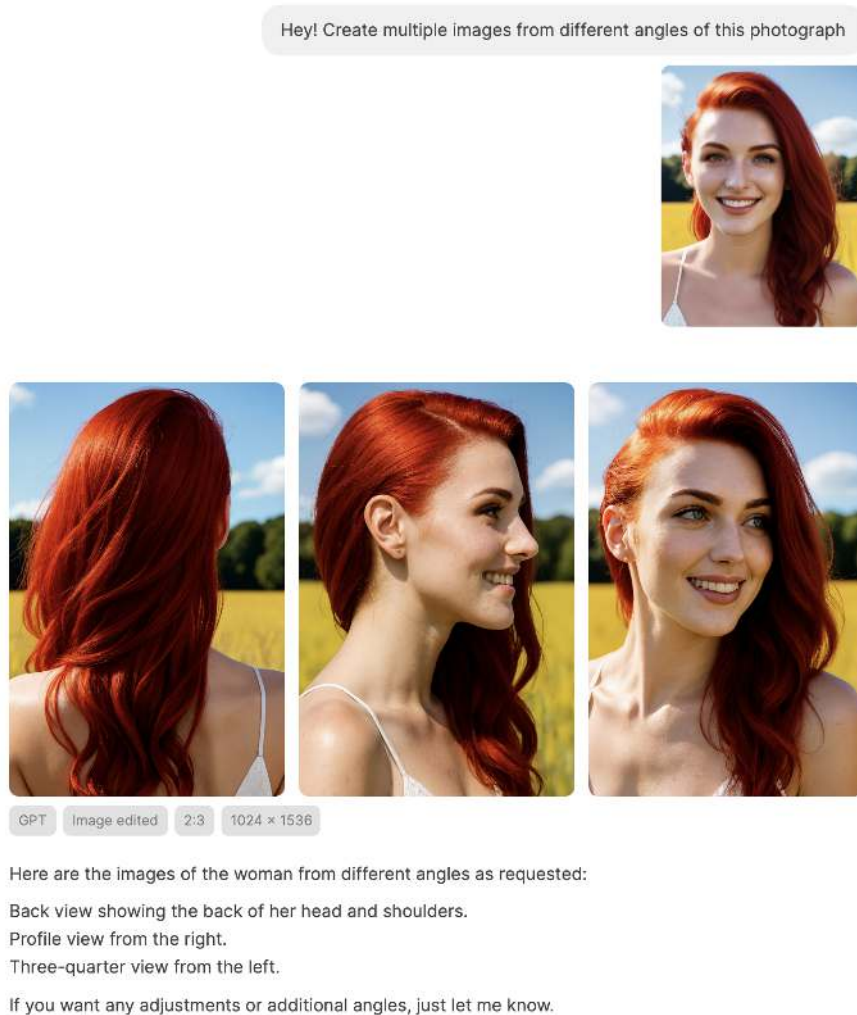 Hey! Create multiple images from different angles of this photograph
GPT
Image edited
2:3
1024 × 1536
Here are the images of the woman from different angles as requested:
Back view showing the back of her head and shoulders.
Profile view from the right.
Three-quarter view from the left.
If you want any adjustments or additional angles, just let me know.